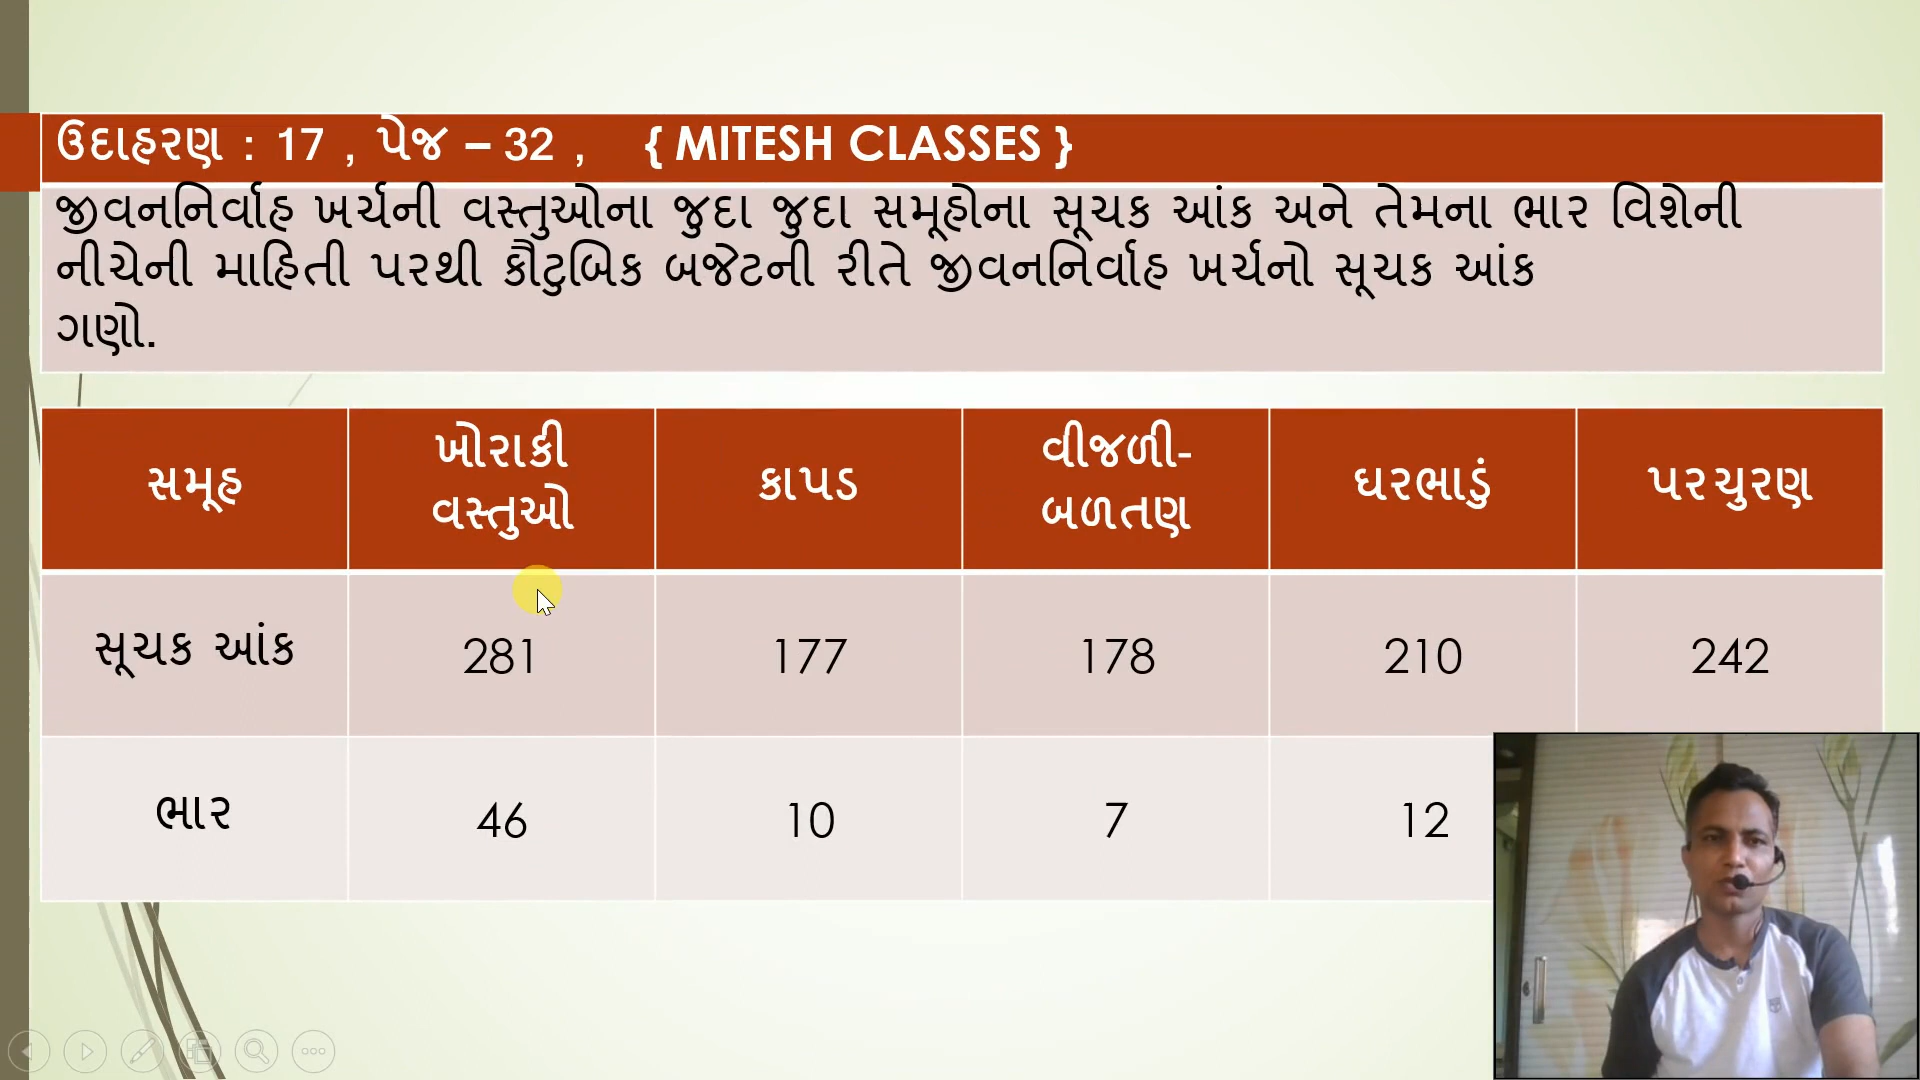 ઉદાહરણ : 17 , પેજ – 32 , { MITESH CLASSES }
જીવનનિર્વાહ ખર્ચની વસ્તુઓના જુદા જુદા સમૂહોના સૂચક આંક અને તેમના ભાર વિશેની
નીચેની માહિતી પરથી કૌટુબિક બજેટની રીતે જીવનનિર્વાહ ખર્ચનો સૂચક આંક
ગણો.
સમૂહ ખોરાકી વસ્તુઓ કાપડ વીજળી-બળતણ ઘરભાડું પરચુરણ
સૂચક આંક 281 177 178 210 242
ભાર 46 10 7 12